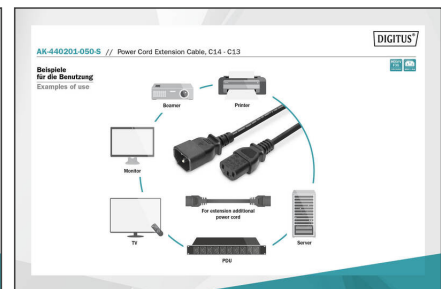 DIGITUS®
AK-440201-050-S // Power Cord Extension Cable, C14 - C13
Beispiele
für die Benutzung
Examples of use
Boomer
Printer
Monitor
For extension additional
power cord
TV
Server
PDU